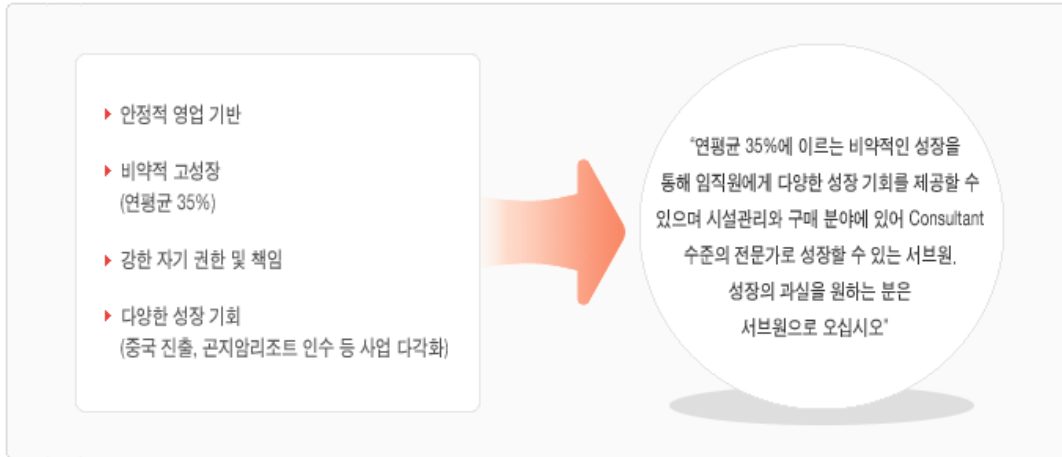 안정적 영업 기반
비약적 고성장
(연평균 35%)
강한 자기 권한 및 책임
다양한 성장 기회
(중국 진출, 곤지암리조트 인수 등 사업 다각화)
“연평균 35%에 이르는 비약적인 성장을
통해 임직원에게 다양한 성장 기회를 제공할 수
있으며 시설관리와 구매 분야에 있어 Consultant
수준의 전문가로 성장할 수 있는 서브원.
성장의 과실을 원하는 분은
서브원으로 오십시오”